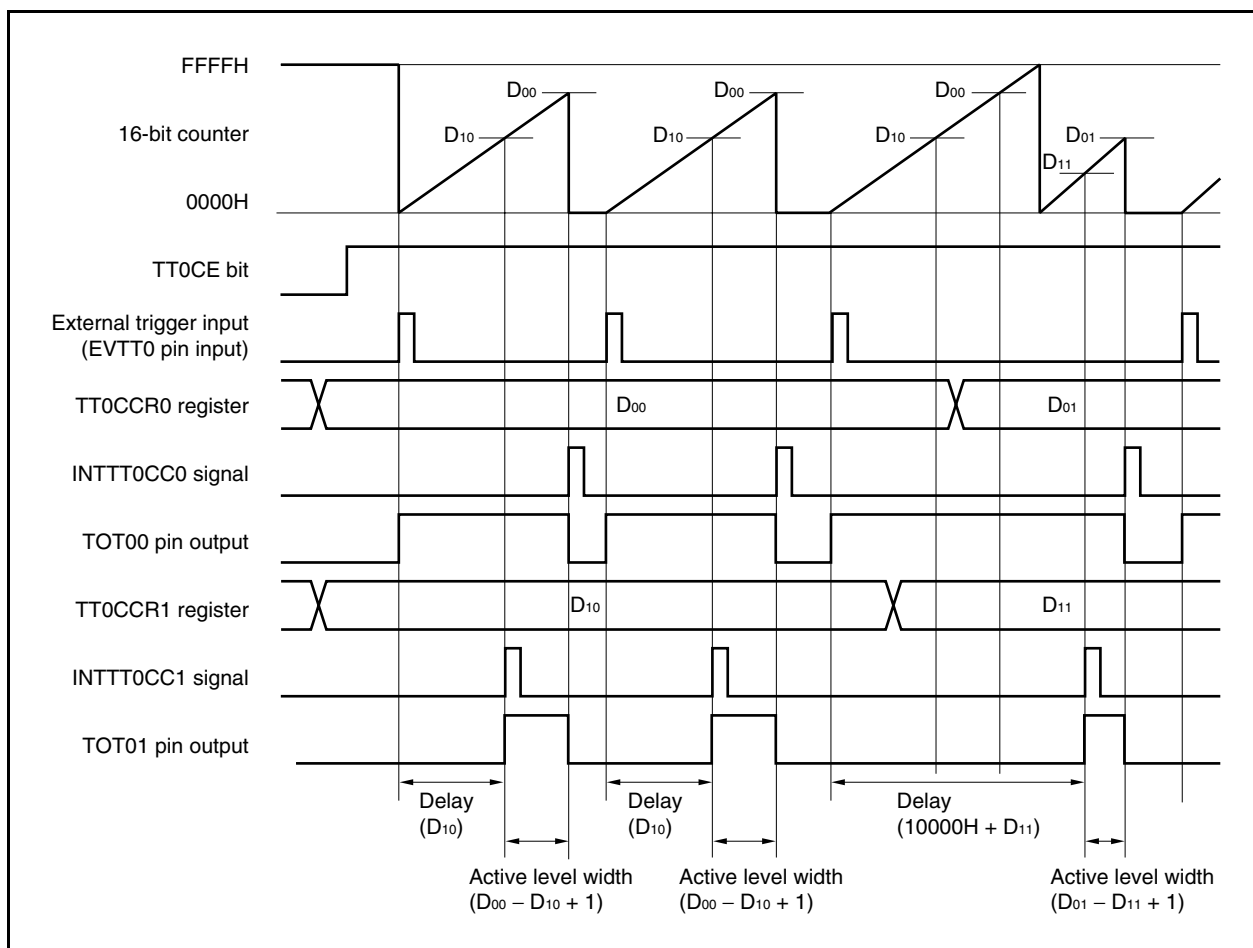 FFFFH
D00
D00
D00
16-bit counter
D10
D10
D10
D01
D11
0000H
TT0CE bit
External trigger input
(EVTT0 pin input)
TT0CCR0 register
D00
D01
INTTT0CC0 signal
TOT00 pin output
TT0CCR1 register
D10
D11
INTTT0CC1 signal
TOT01 pin output
Delay
(D10)
Delay
(D10)
Delay
(10000H + D11)
Active level width
(D00 − D10 + 1)
Active level width
(D00 − D10 + 1)
Active level width
(D01 − D11 + 1)